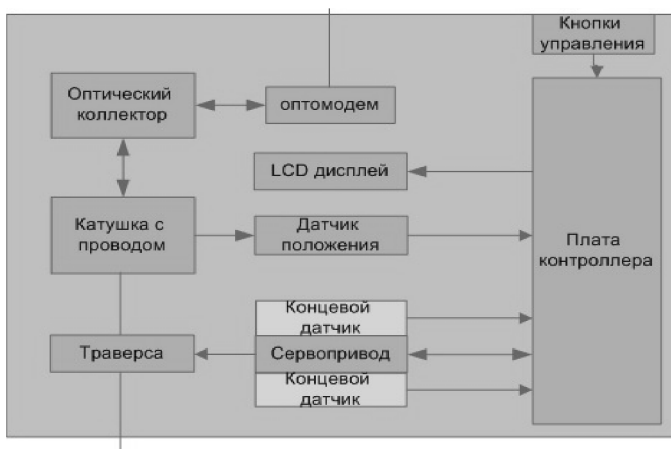 Кнопки
управления
Оптический
коллектор
оптомодем
LCD дисплей
Катушка с
проводом
Датчик
положения
Плата
контроллера
Концевой
датчик
Траверса
Сервопривод
Концевой
датчик